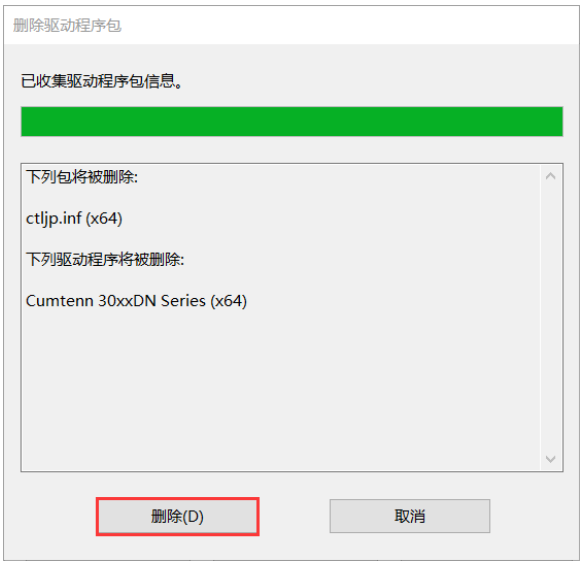 删除驱动程序包
已收集驱动程序包信息。
下列包将被删除:
ctljp.inf (x64)
下列驱动程序将被删除:
Cumtenn 30xxDN Series (x64)
删除(D)
取消